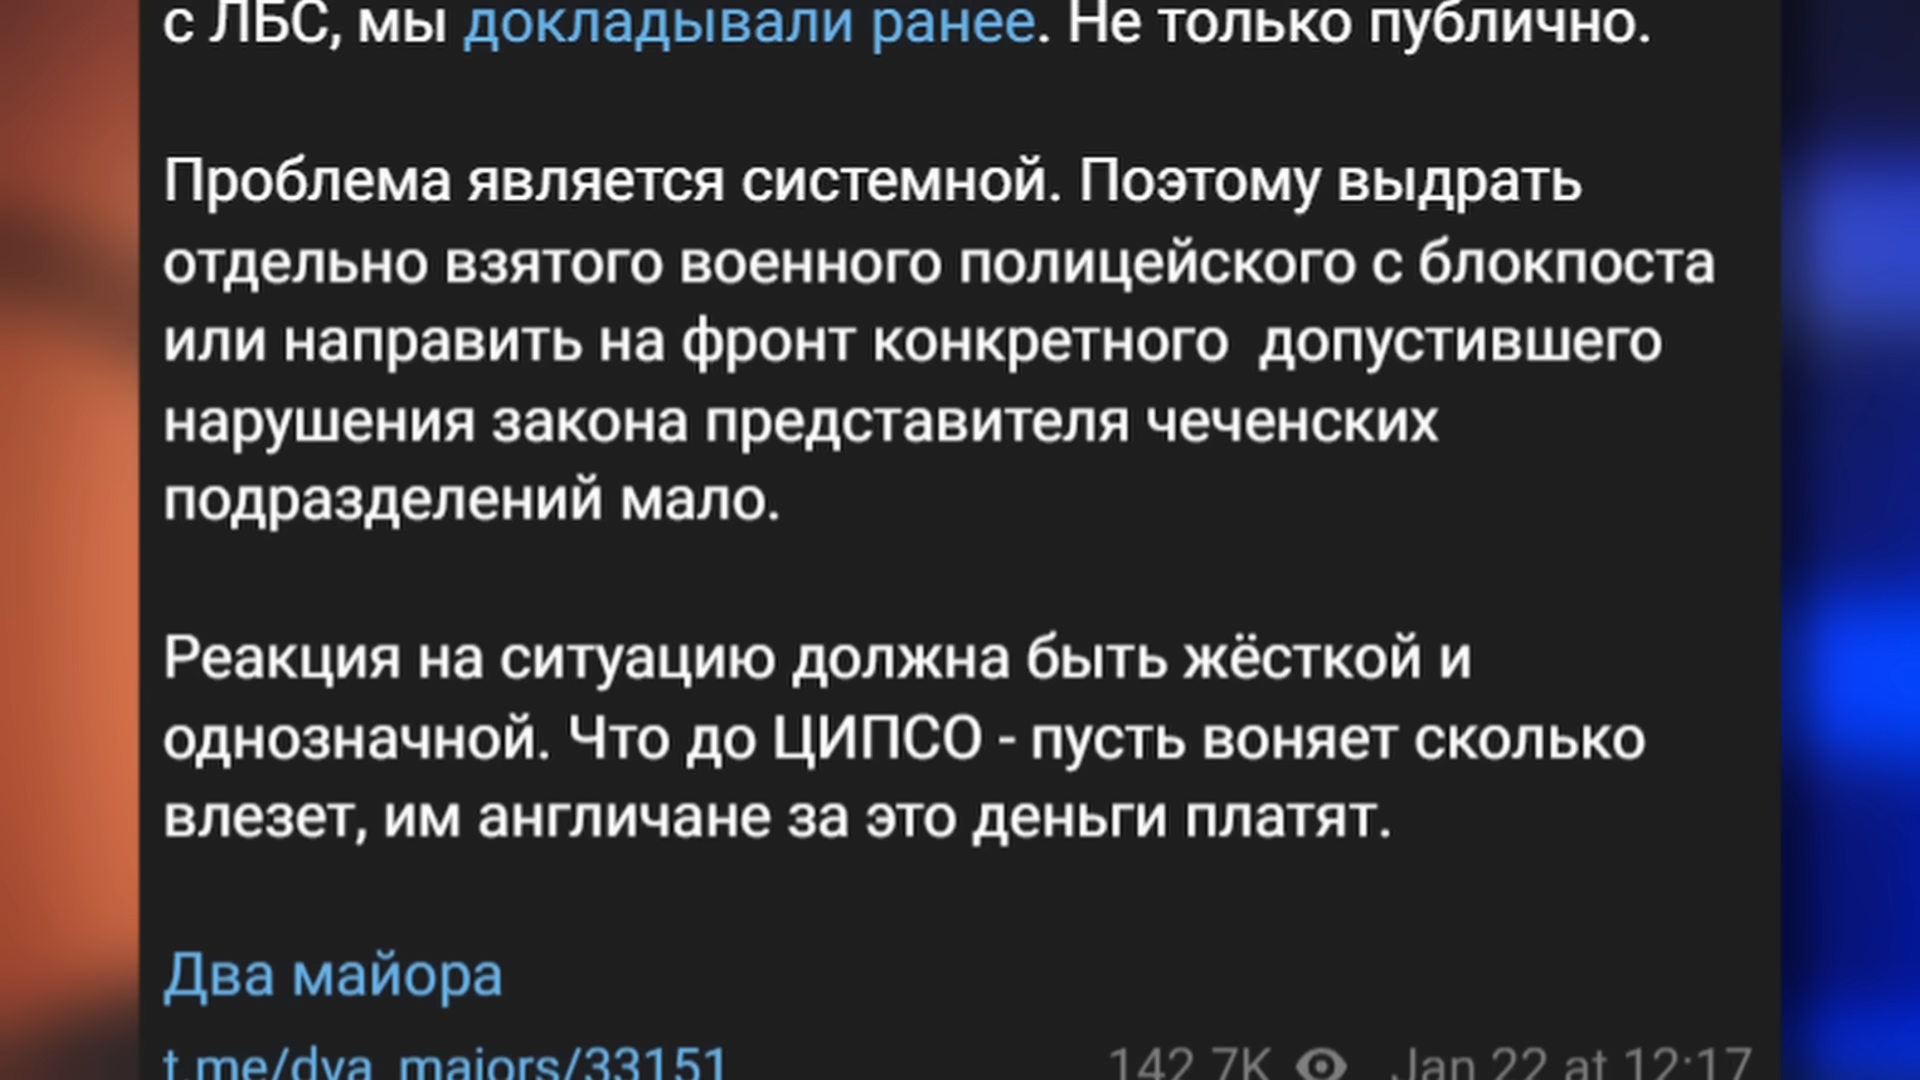 с ЛБС, мы докладывали ранее. Не только публично.
Проблема является системной. Поэтому выдрать
отдельно взятого военного полицейского с блокпоста
или направить на фронт конкретного допустившего
нарушения закона представителя чеченских
подразделений мало.
Реакция на ситуацию должна быть жёсткой и
однозначной. Что до ЦИПСО - пусть воняет сколько
влезет, им англичане за это деньги платят.
Два майора
t.me/dva_majors/33151 142.7K Jan 22 at 12:17